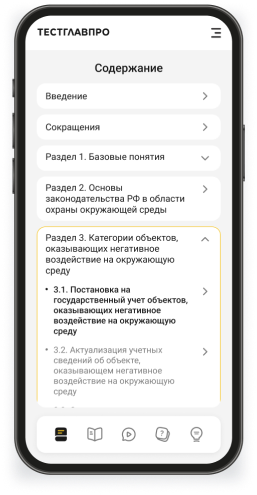 ТЕСТГЛАВПРО
Содержание
Введение
Сокращения
Раздел 1. Базовые понятия
Раздел 2. Основы
законодательства РФ в области
охраны окружающей среды
Раздел 3. Категории объектов,
оказывающих негативное
воздействие на окружающую
среду
• 3.1. Постановка на
государственный учет объектов,
оказывающих негативное
воздействие на окружающую
среду
• 3.2. Актуализация учетных
сведений об объекте,
оказывающем негативное
воздействие на окружающую
среду